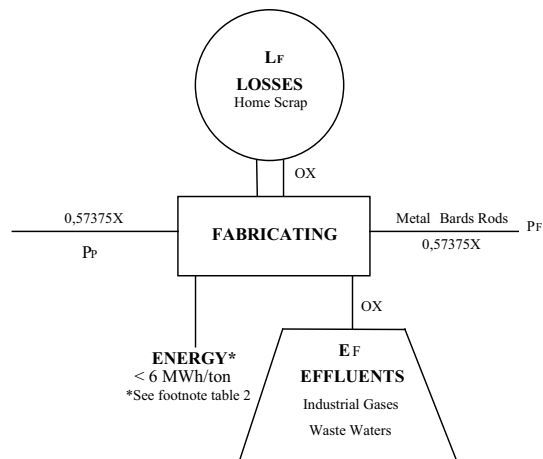 LF
LOSSES
Home Scrap
OX
0,57375X
PP
FABRICATING
Metal Bards Rods
0,57375X
PF
OX
ENERGY*
< 6 MWh/ton
*See footnote table 2
EF
EFFLUENTS
Industrial Gases
Waste Waters